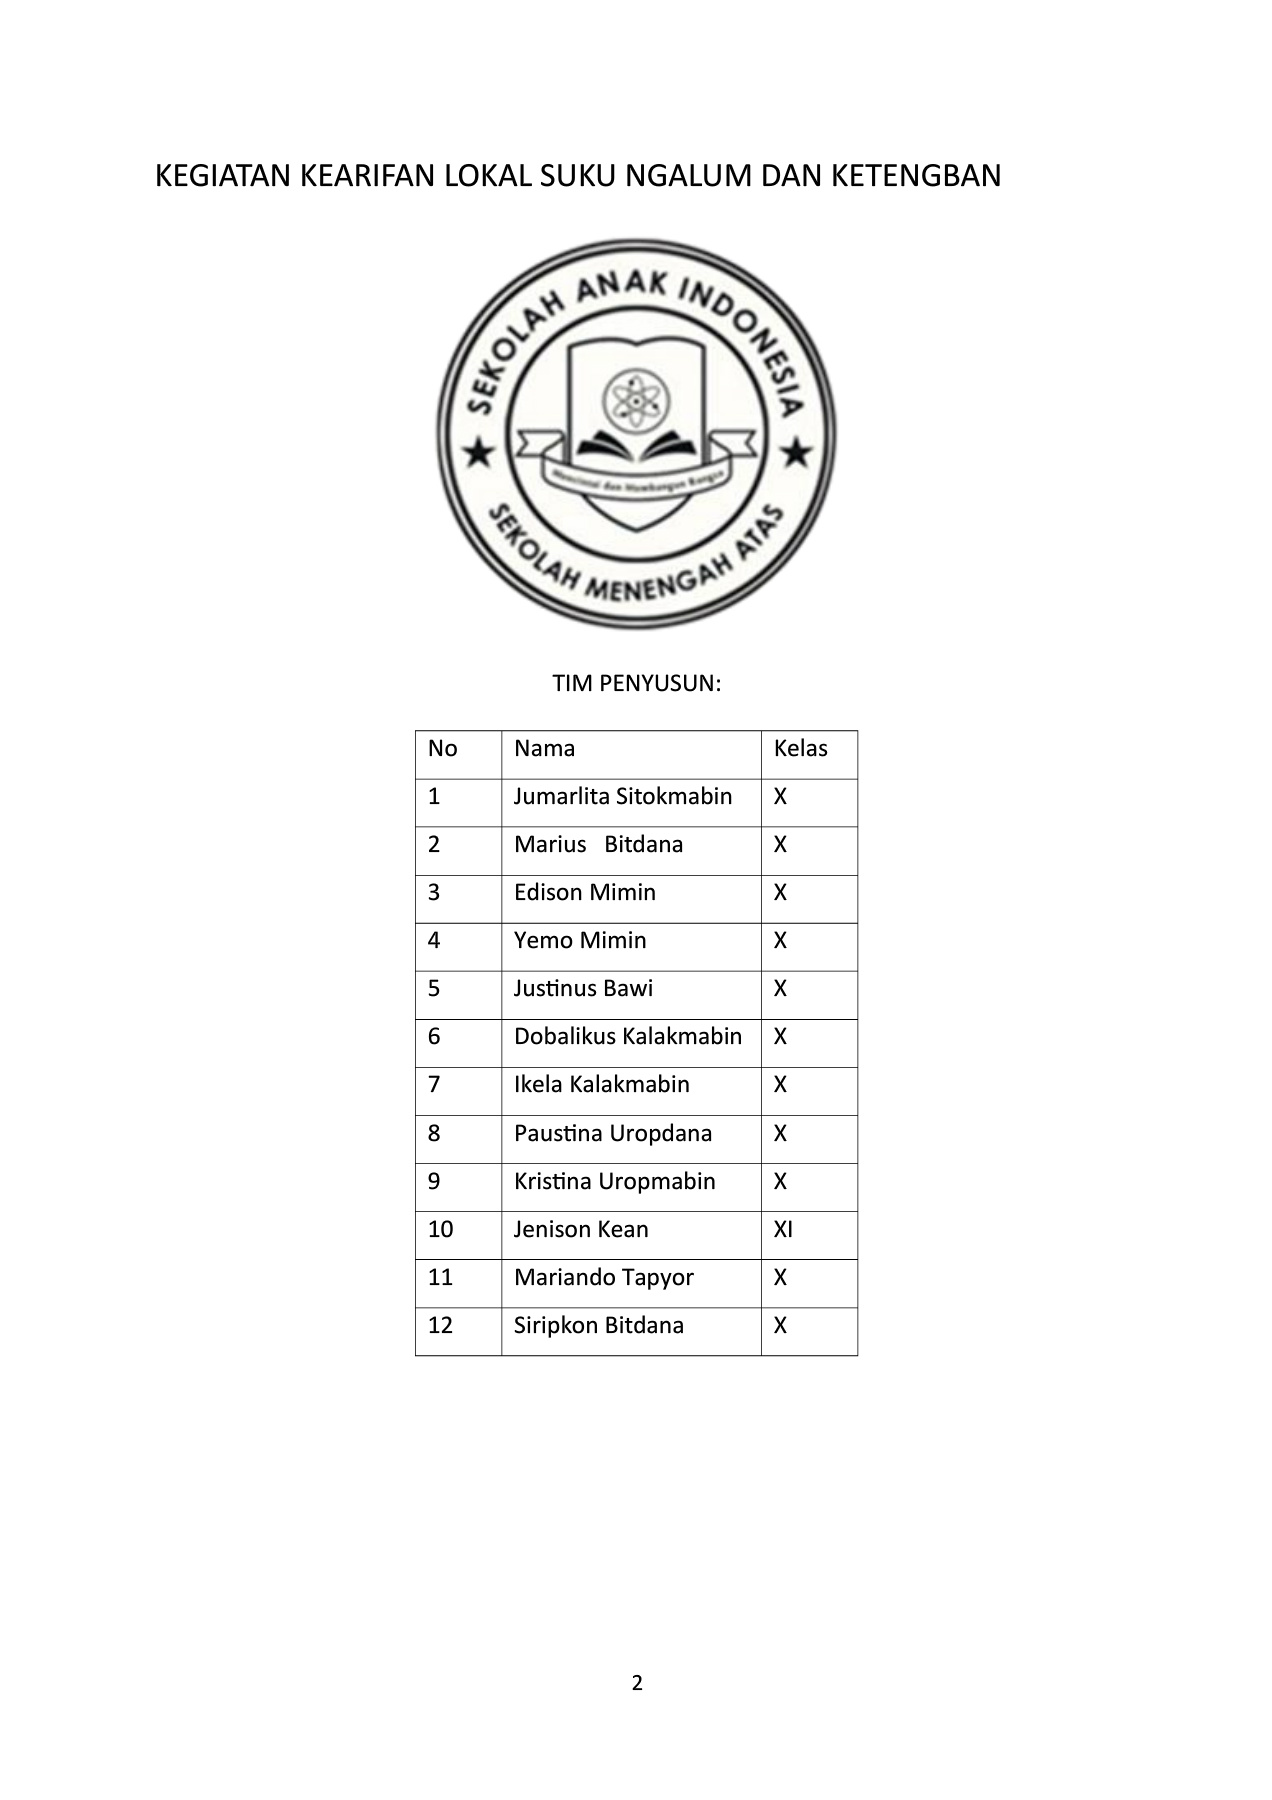 KEGIATAN KEARIFAN LOKAL SUKU NGALUM DAN KETENGBAN
SEKOLAH ANAK INDONESIA
Mencintai dan Membangun Bangsa
SEKOLAH MENENGAH ATAS
TIM PENYUSUN:
No Nama Kelas
1 Jumarlita Sitokmabin X
2 Marius Bitdana X
3 Edison Mimin X
4 Yemo Mimin X
5 Justinus Bawi X
6 Dobalikus Kalakmabin X
7 Ikela Kalakmabin X
8 Paustina Uropdana X
9 Kristina Uropmabin X
10 Jenison Kean XI
11 Mariando Tapyor X
12 Siripkon Bitdana X
2